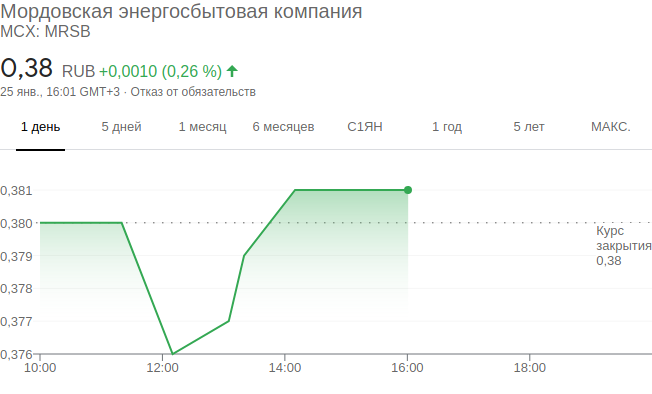 Мордовская энергосбытовая компания
MCX: MRSB
0,38 RUB +0,0010 (0,26 %)
25 янв., 16:01 GMT+3 · Отказ от обязательств
1 день 5 дней 1 месяц 6 месяцев С1ЯН 1 год 5 лет МАКС.
0,381
0,380
Курс
закрытия
0,38
0,379
0,378
0,377
0,376
10:00 12:00 14:00 16:00 18:00